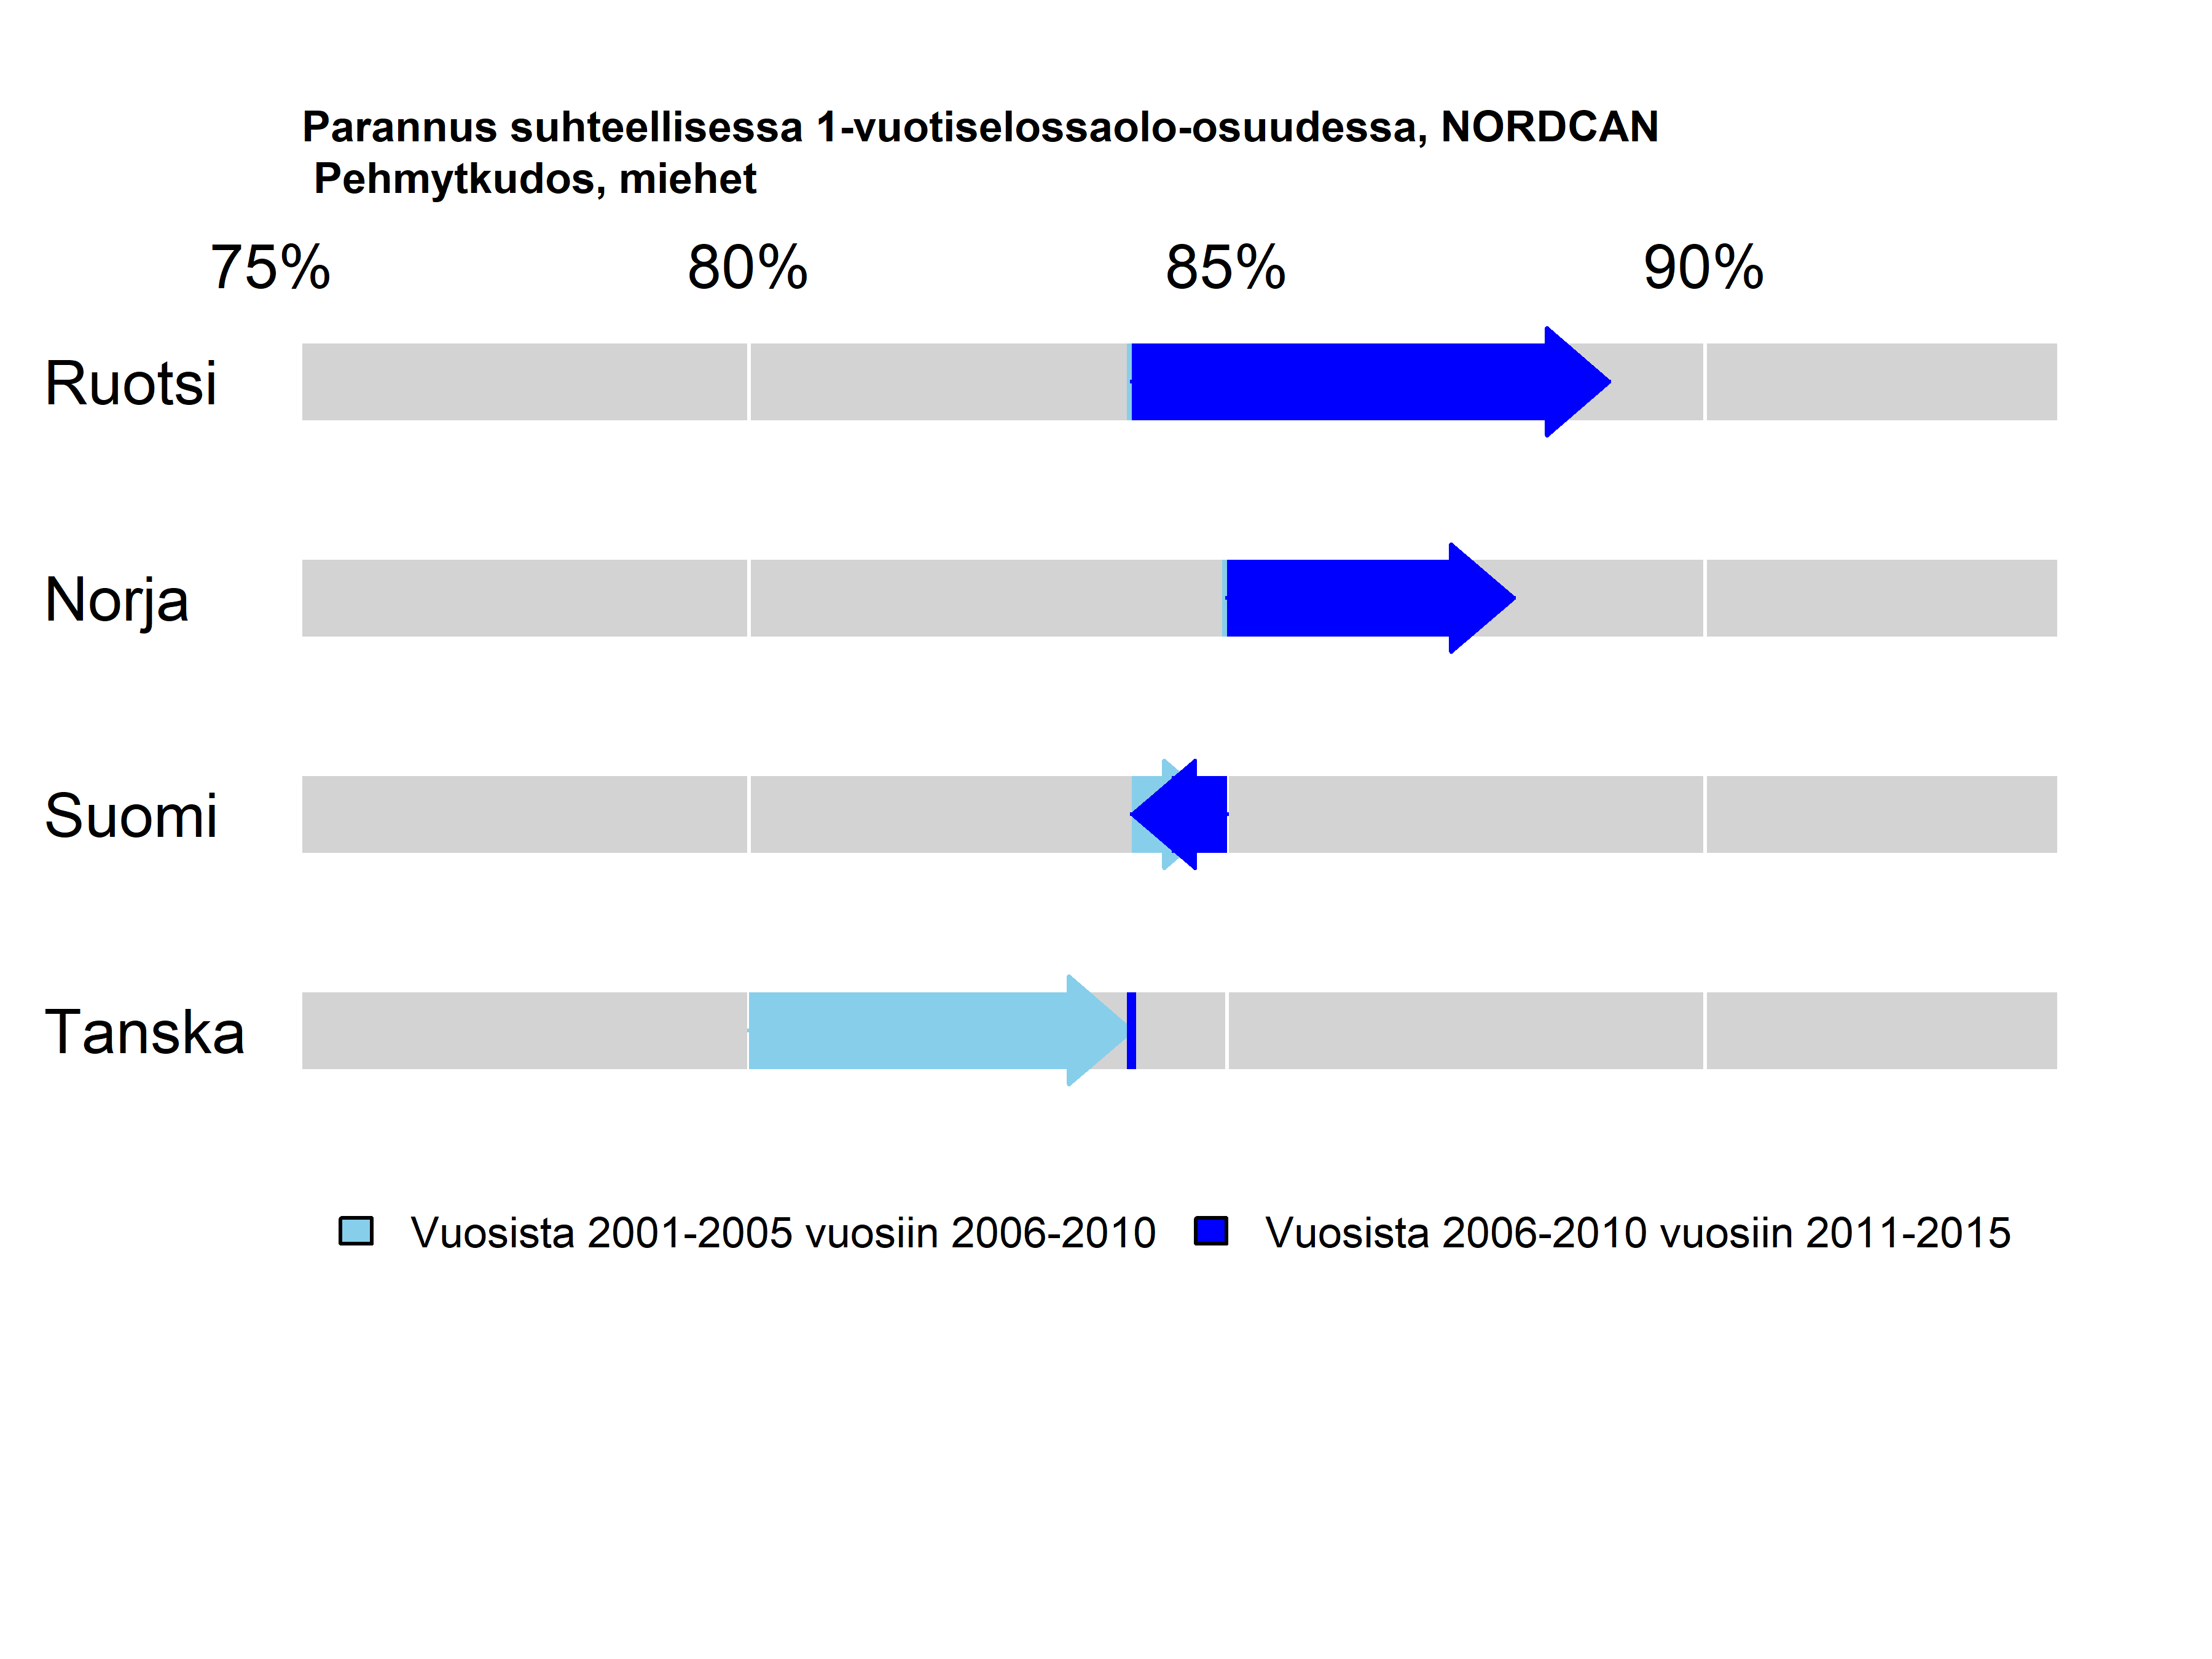 Parannus suhteellisessa 1-vuotiselossaolo-osuudessa, NORDCAN
Pehmytkudos, miehet
75% 80% 85% 90%
Ruotsi
Norja
Suomi
Tanska
Vuosista 2001-2005 vuosiin 2006-2010 Vuosista 2006-2010 vuosiin 2011-2015